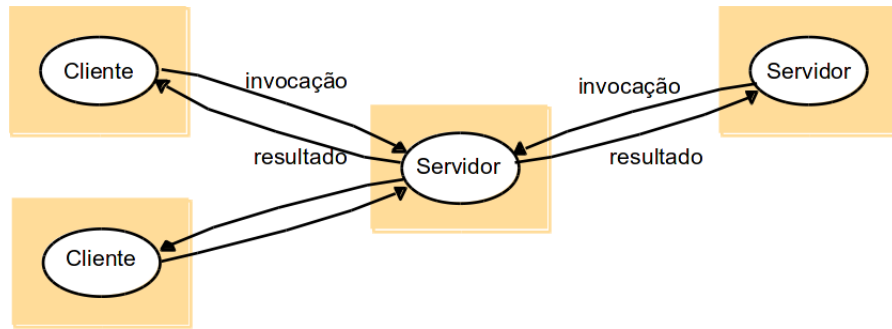 Cliente
invocação
resultado
Servidor
invocação
resultado
Servidor
Cliente